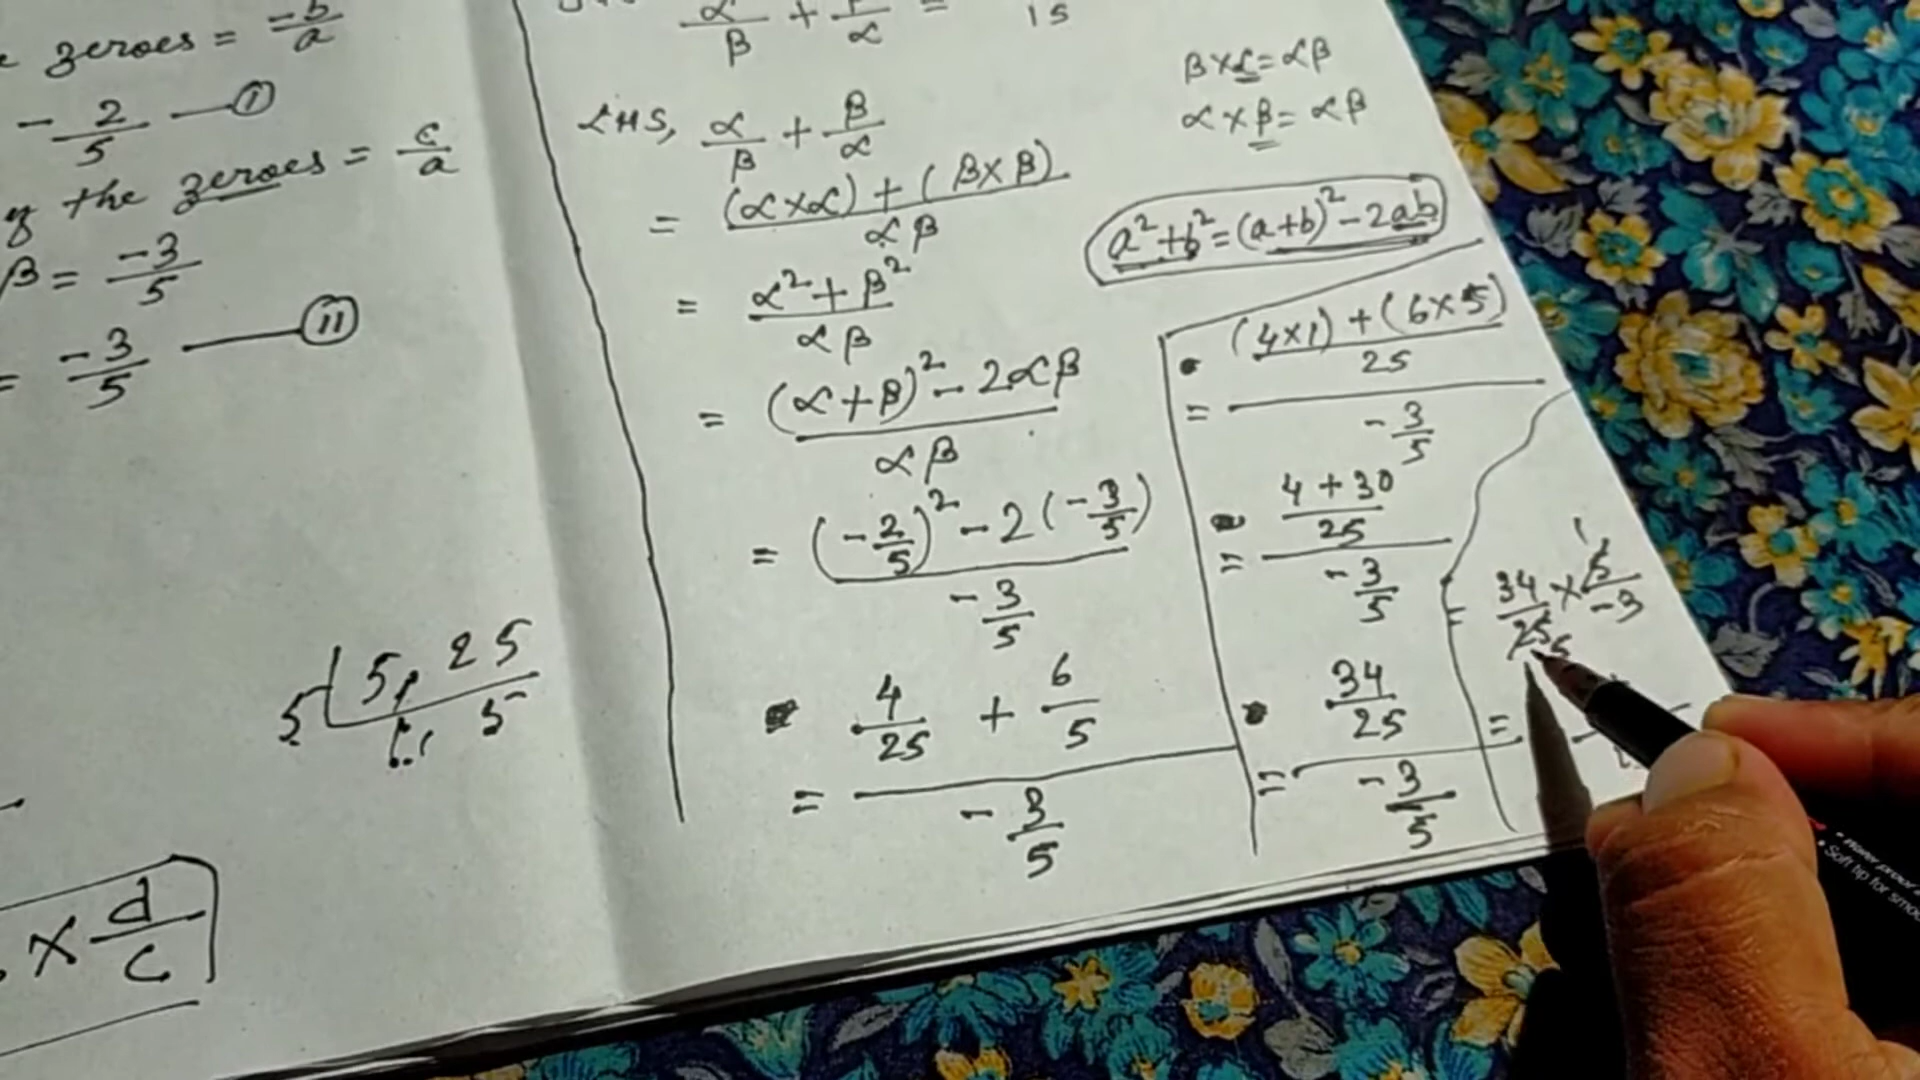 zeroes = -b/a
- 2/5 — (I)
of the zeroes = c/a
β = -3/5
= -3/5 — (II)
5 | 5, 25
1, 5
× d/c
α/β + β/α = 15
LHS, α/β + β/α
= ((α×α) + (β×β))/αβ
= (α² + β²)/αβ
= ((α+β)² - 2αβ)/αβ
= ((-2/5)² - 2(-3/5))/(-3/5)
= (4/25 + 6/5)/(-3/5)
β×α = αβ
α×β = αβ
a²+b² = (a+b)² - 2ab
= (((4×1) + (6×5))/25)/(-3/5)
= ((4+30)/25)/(-3/5)
= (34/25)/(-3/5)
= 34/25 5 × 5/-3 1
=